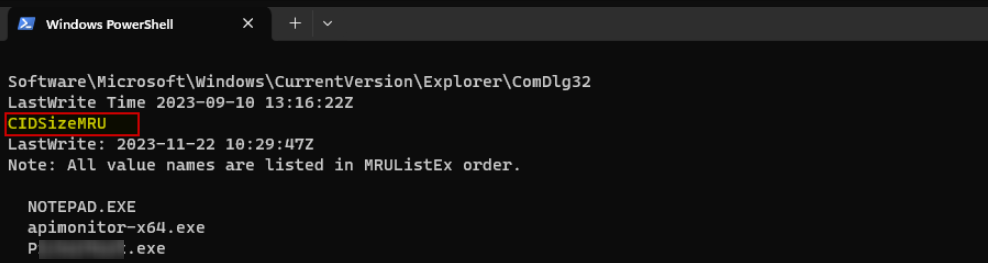 Windows PowerShell
Software\Microsoft\Windows\CurrentVersion\Explorer\ComDlg32
LastWrite Time 2023-09-10 13:16:22Z
CIDSizeMRU
LastWrite: 2023-11-22 10:29:47Z
Note: All value names are listed in MRUListEx order.
NOTEPAD.EXE
apimonitor-x64.exe